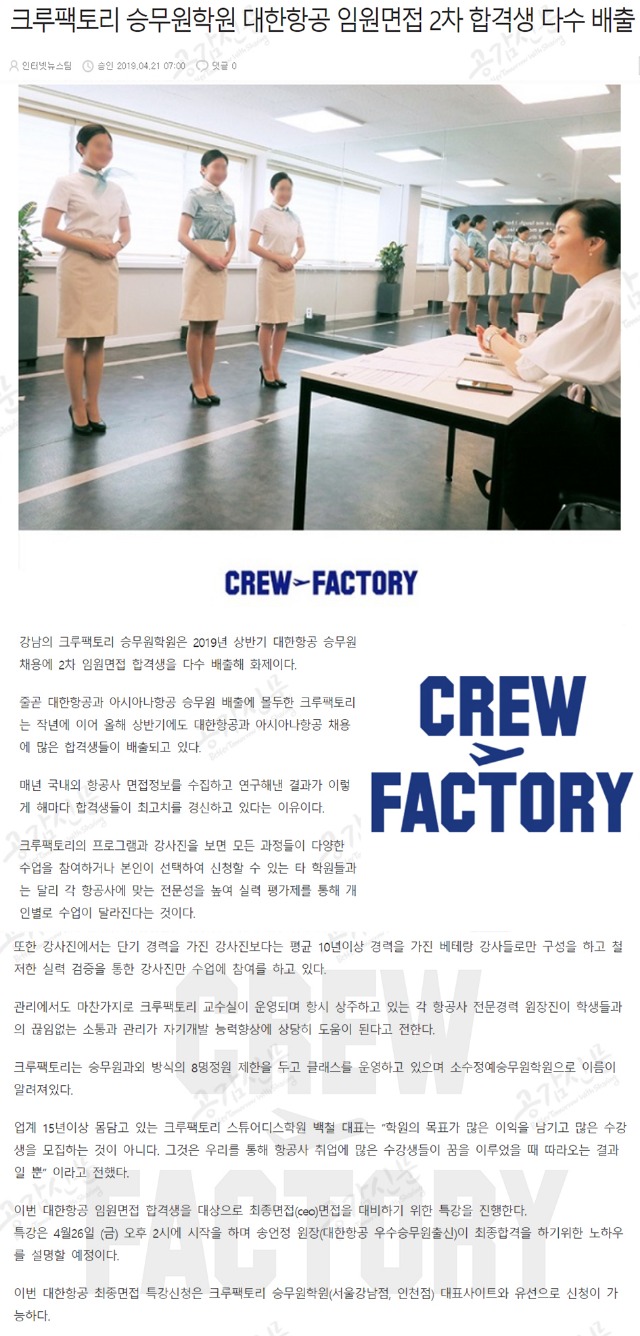 크루팩토리 승무원학원 대한항공 임원면접 2차 합격생 다수 배출
인터넷뉴스팀 승인 2019.04.21 07:00 댓글 0
CREW FACTORY
강남의 크루팩토리 승무원학원은 2019년 상반기 대한항공 승무원
채용에 2차 임원면접 합격생을 다수 배출해 화제이다.
줄곧 대한항공과 아시아나항공 승무원 배출에 몰두한 크루팩토리
는 작년에 이어 올해 상반기에도 대한항공과 아시아나항공 채용
에 많은 합격생들이 배출되고 있다.
매년 국내외 항공사 면접정보를 수집하고 연구해낸 결과가 이렇
게 해마다 합격생들이 최고치를 경신하고 있다는 이유이다.
크루팩토리의 프로그램과 강사진을 보면 모든 과정들이 다양한
수업을 참여하거나 본인이 선택하여 신청할 수 있는 타 학원들과
는 달리 각 항공사에 맞는 전문성을 높여 실력 평가제를 통해 개
인별로 수업이 달라진다는 것이다.
CREW
FACTORY
또한 강사진에서는 단기 경력을 가진 강사진보다는 평균 10년이상 경력을 가진 베테랑 강사들로만 구성을 하고 철
저한 실력 검증을 통한 강사진만 수업에 참여를 하고 있다.
관리에서도 마찬가지로 크루팩토리 교수실이 운영되며 항시 상주하고 있는 각 항공사 전문경력 원장진이 학생들과
의 끊임없는 소통과 관리가 자기개발 능력향상에 상당히 도움이 된다고 전한다.
크루팩토리는 승무원과외 방식의 8명정원 제한을 두고 클래스를 운영하고 있으며 소수정예승무원학원으로 이름이
알려져있다.
업계 15년이상 몸담고 있는 크루팩토리 스튜어디스학원 백철 대표는 “학원의 목표가 많은 이익을 남기고 많은 수강
생을 모집하는 것이 아니다. 그것은 우리를 통해 항공사 취업에 많은 수강생들이 꿈을 이루었을 때 따라오는 결과
일 뿐” 이라고 전했다.
이번 대한항공 임원면접 합격생을 대상으로 최종면접(ceo)면접을 대비하기 위한 특강을 진행한다.
특강은 4월26일 (금) 오후 2시에 시작을 하며 송언정 원장(대한항공 우수승무원출신)이 최종합격을 하기위한 노하우
를 설명할 예정이다.
이번 대한항공 최종면접 특강신청은 크루팩토리 승무원학원(서울강남점, 인천점) 대표사이트와 유선으로 신청이 가
능하다.
CREW
FACTORY
공감신문